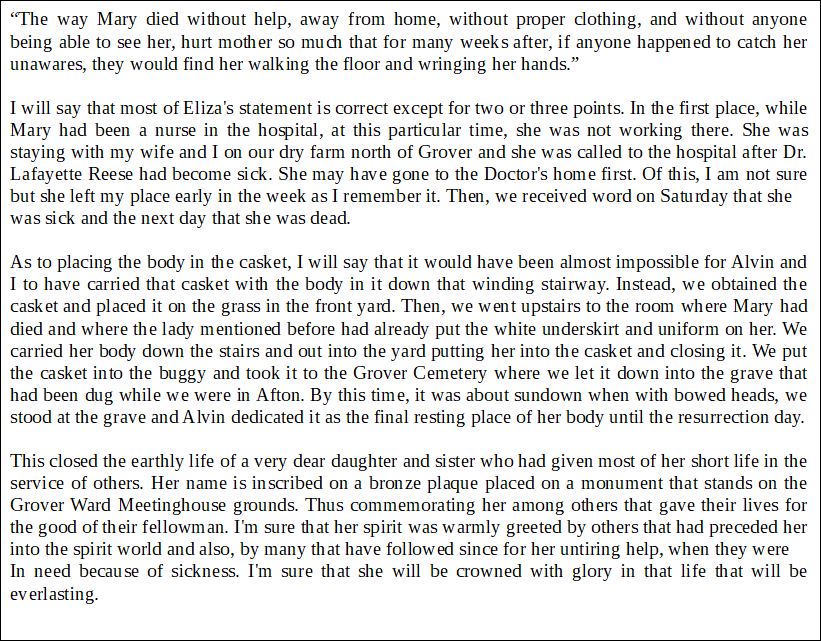 “The way Mary died without help, away from home, without proper clothing, and without anyone
being able to see her, hurt mother so much that for many weeks after, if anyone happened to catch her
unawares, they would find her walking the floor and wringing her hands.”
I will say that most of Eliza's statement is correct except for two or three points. In the first place, while
Mary had been a nurse in the hospital, at this particular time, she was not working there. She was
staying with my wife and I on our dry farm north of Grover and she was called to the hospital after Dr.
Lafayette Reese had become sick. She may have gone to the Doctor's home first. Of this, I am not sure
but she left my place early in the week as I remember it. Then, we received word on Saturday that she
was sick and the next day that she was dead.
As to placing the body in the casket, I will say that it would have been almost impossible for Alvin and
I to have carried that casket with the body in it down that winding stairway. Instead, we obtained the
casket and placed it on the grass in the front yard. Then, we went upstairs to the room where Mary had
died and where the lady mentioned before had already put the white underskirt and uniform on her. We
carried her body down the stairs and out into the yard putting her into the casket and closing it. We put
the casket into the buggy and took it to the Grover Cemetery where we let it down into the grave that
had been dug while we were in Afton. By this time, it was about sundown when with bowed heads, we
stood at the grave and Alvin dedicated it as the final resting place of her body until the resurrection day.
This closed the earthly life of a very dear daughter and sister who had given most of her short life in the
service of others. Her name is inscribed on a bronze plaque placed on a monument that stands on the
Grover Ward Meetinghouse grounds. Thus commemorating her among others that gave their lives for
the good of their fellowman. I'm sure that her spirit was warmly greeted by others that had preceded her
into the spirit world and also, by many that have followed since for her untiring help, when they were
In need because of sickness. I'm sure that she will be crowned with glory in that life that will be
everlasting.